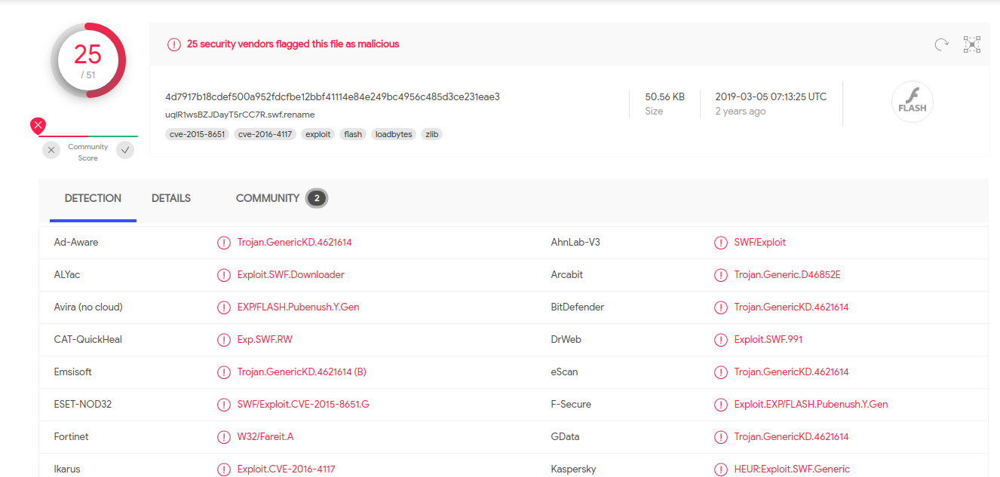 25
/ 51
25 security vendors flagged this file as malicious
4d7917b18cdef500a952fdcfbe12bbf41114e84e249bc4956c485d3ce231eae3
uqlR1wsBZJDayT5rCC7R.swf.rename
cve-2015-8651 cve-2016-4117 exploit flash loadbytes zlib
50.56 KB
Size
2019-03-05 07:13:25 UTC
2 years ago
FLASH
Community
Score
DETECTION DETAILS COMMUNITY 2
Ad-Aware Trojan.GenericKD.4621614 AhnLab-V3 SWF/Exploit
ALYac Exploit.SWF.Downloader Arcabit Trojan.Generic.D46852E
Avira (no cloud) EXP/FLASH.Pubenush.Y.Gen BitDefender Trojan.GenericKD.4621614
CAT-QuickHeal Exp.SWF.RW DrWeb Exploit.SWF.991
Emsisoft Trojan.GenericKD.4621614 (B) eScan Trojan.GenericKD.4621614
ESET-NOD32 SWF/Exploit.CVE-2015-8651.G F-Secure Exploit.EXP/FLASH.Pubenush.Y.Gen
Fortinet W32/Fareit.A GData Trojan.GenericKD.4621614
Ikarus Exploit.CVE-2016-4117 Kaspersky HEUR:Exploit.SWF.Generic